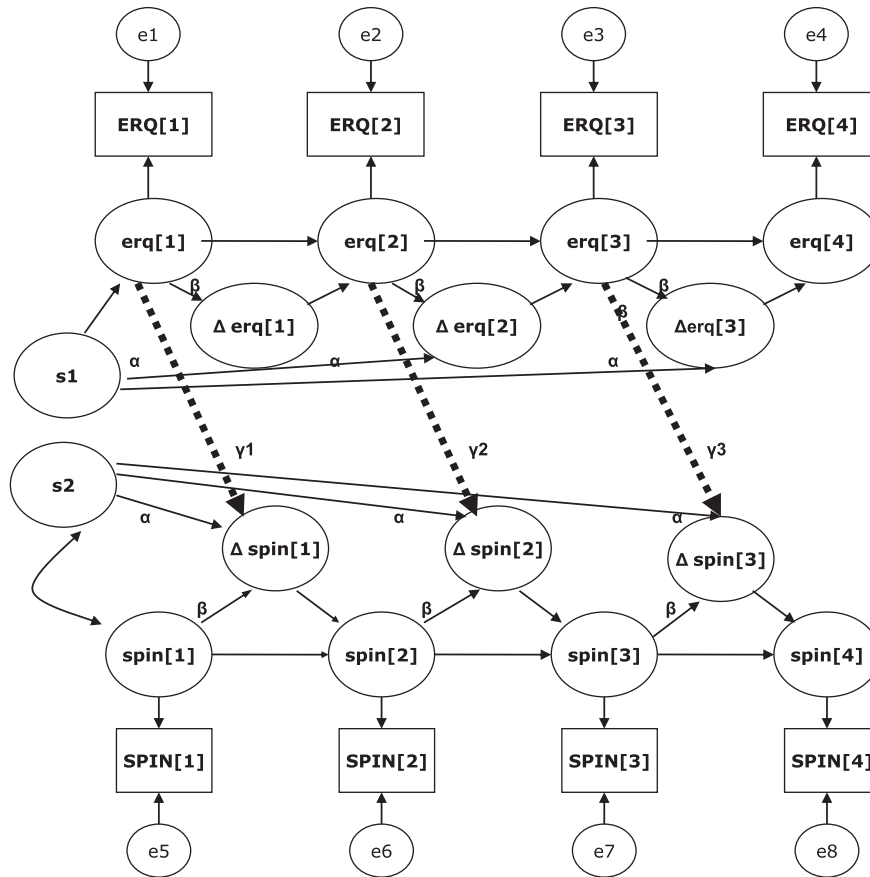 e1
e2
e3
e4
ERQ[1]
ERQ[2]
ERQ[3]
ERQ[4]
erq[1]
erq[2]
erq[3]
erq[4]
β
β
β
Δ erq[1]
Δ erq[2]
β
Δerq[3]
s1
α
α
α
γ1
γ2
γ3
s2
α
α
α
Δ spin[1]
Δ spin[2]
Δ spin[3]
β
β
β
spin[1]
spin[2]
spin[3]
spin[4]
SPIN[1]
SPIN[2]
SPIN[3]
SPIN[4]
e5
e6
e7
e8